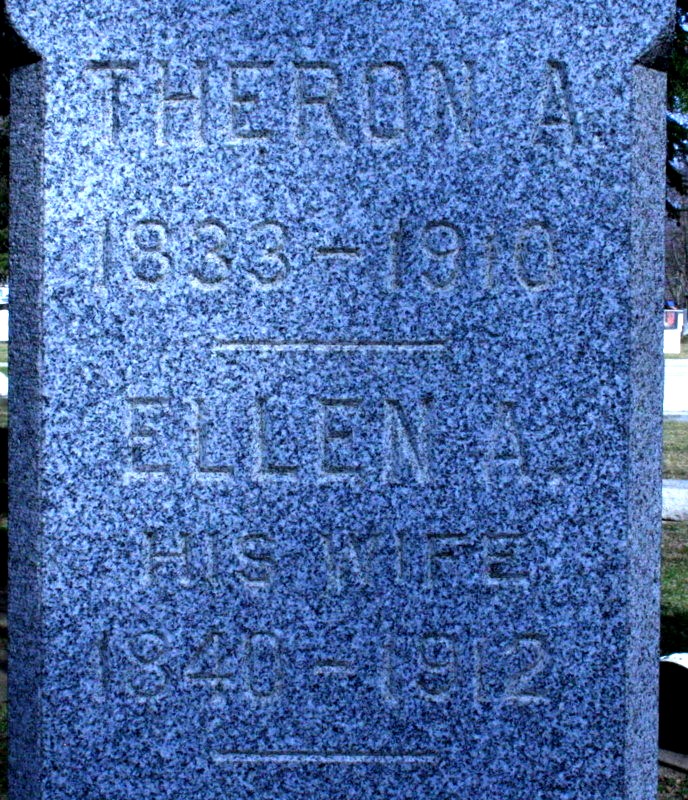 THERON A.
1833-1910
ELLEN A.
HIS WIFE
1840-1912